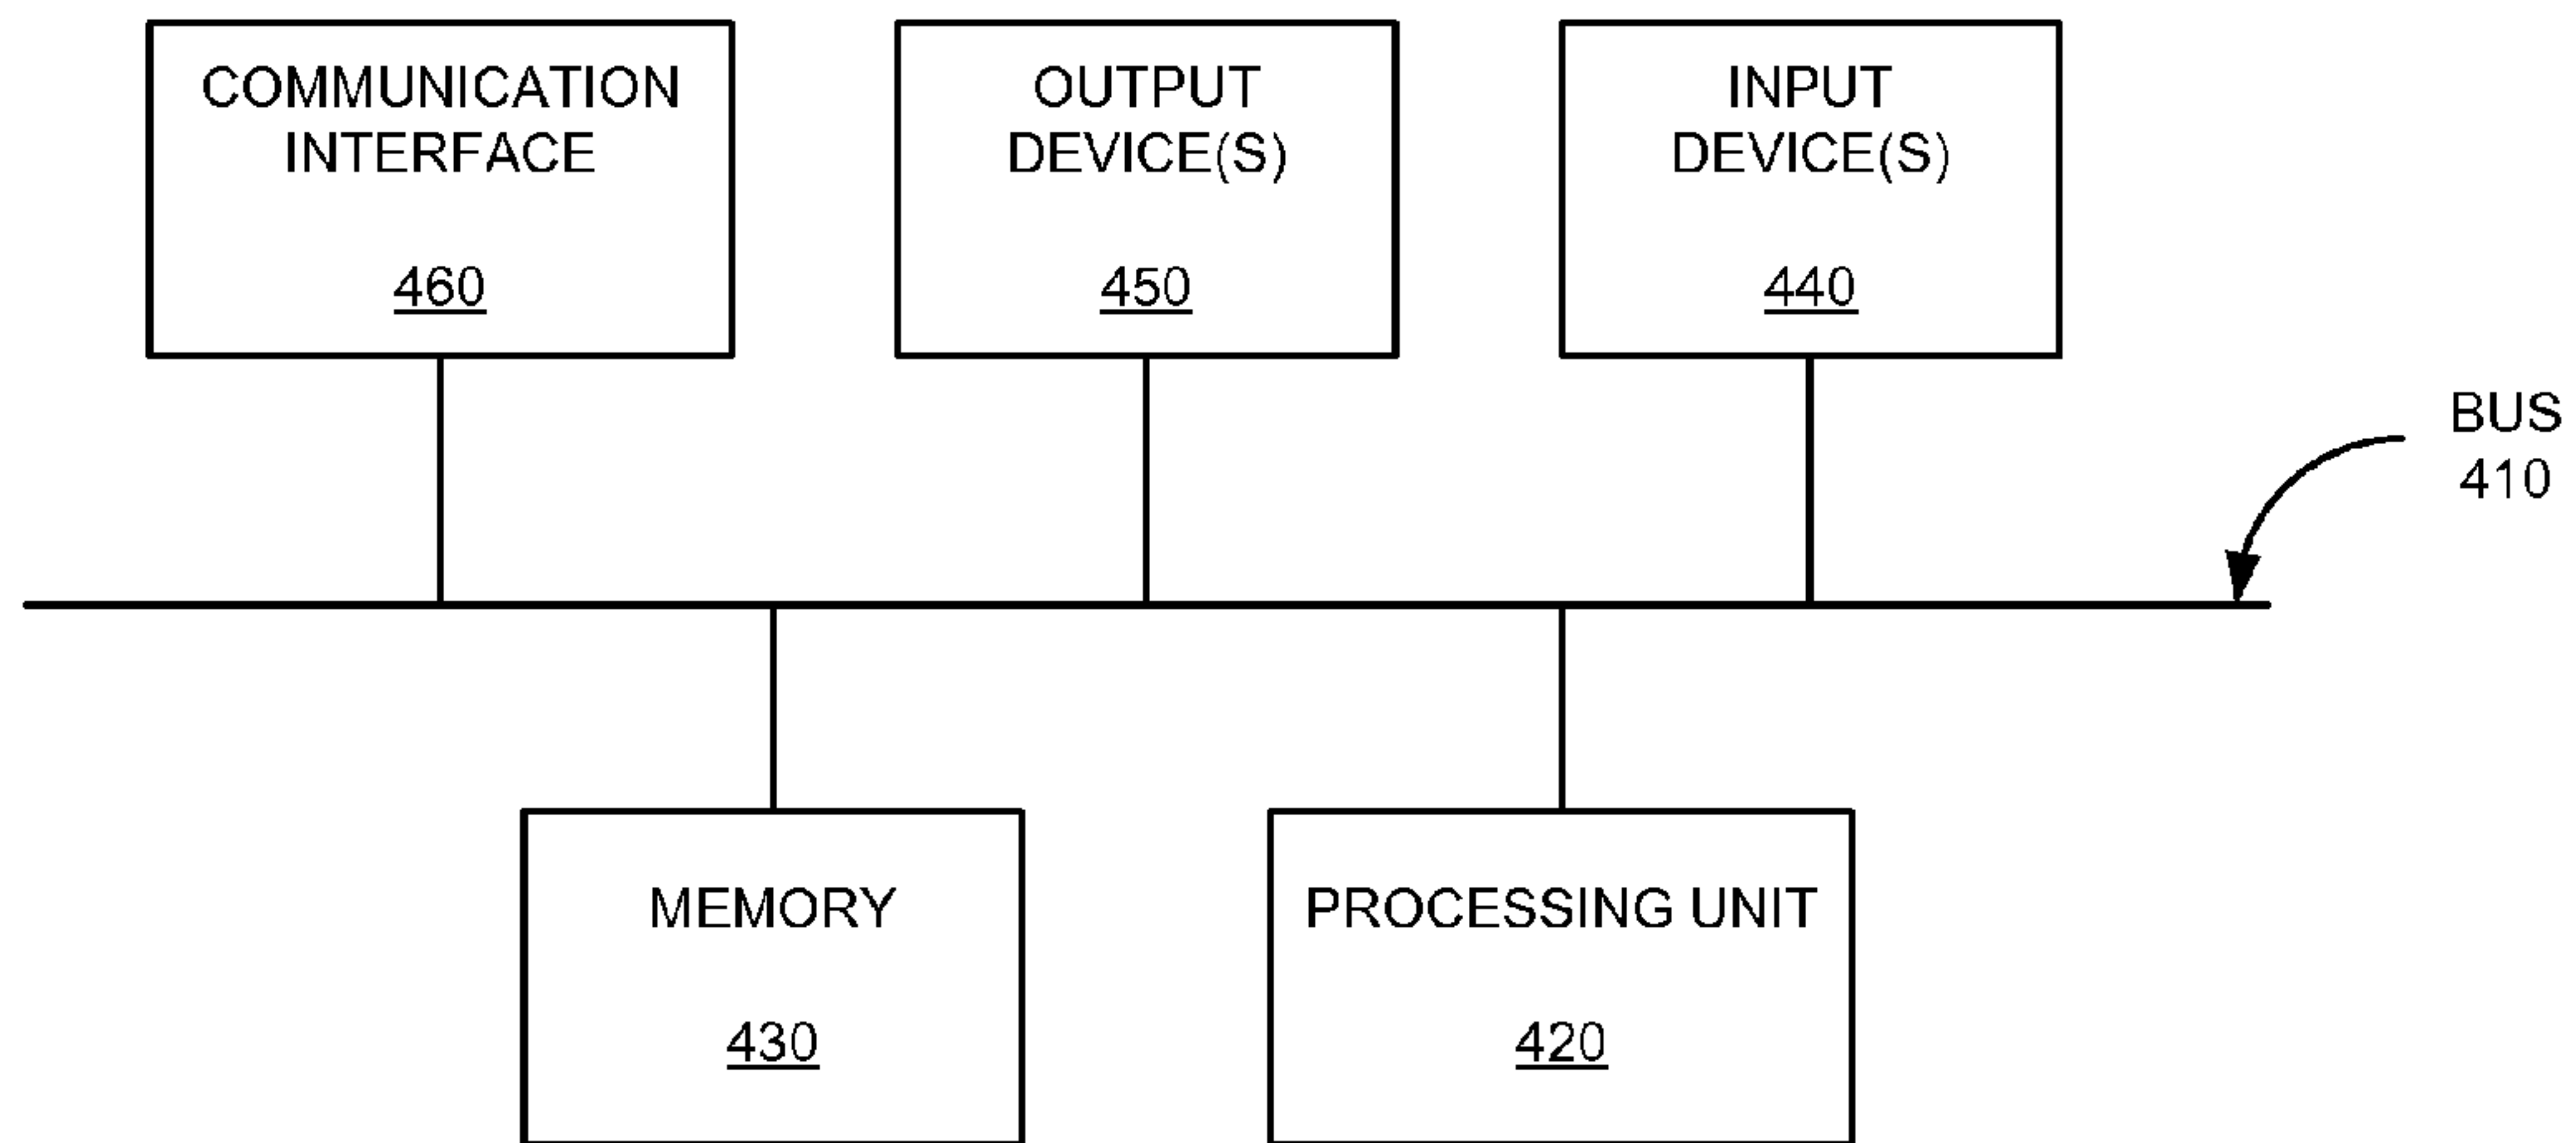 COMMUNICATION
INTERFACE
460
OUTPUT
DEVICE(S)
450
INPUT
DEVICE(S)
440
BUS
410
MEMORY
430
PROCESSING UNIT
420